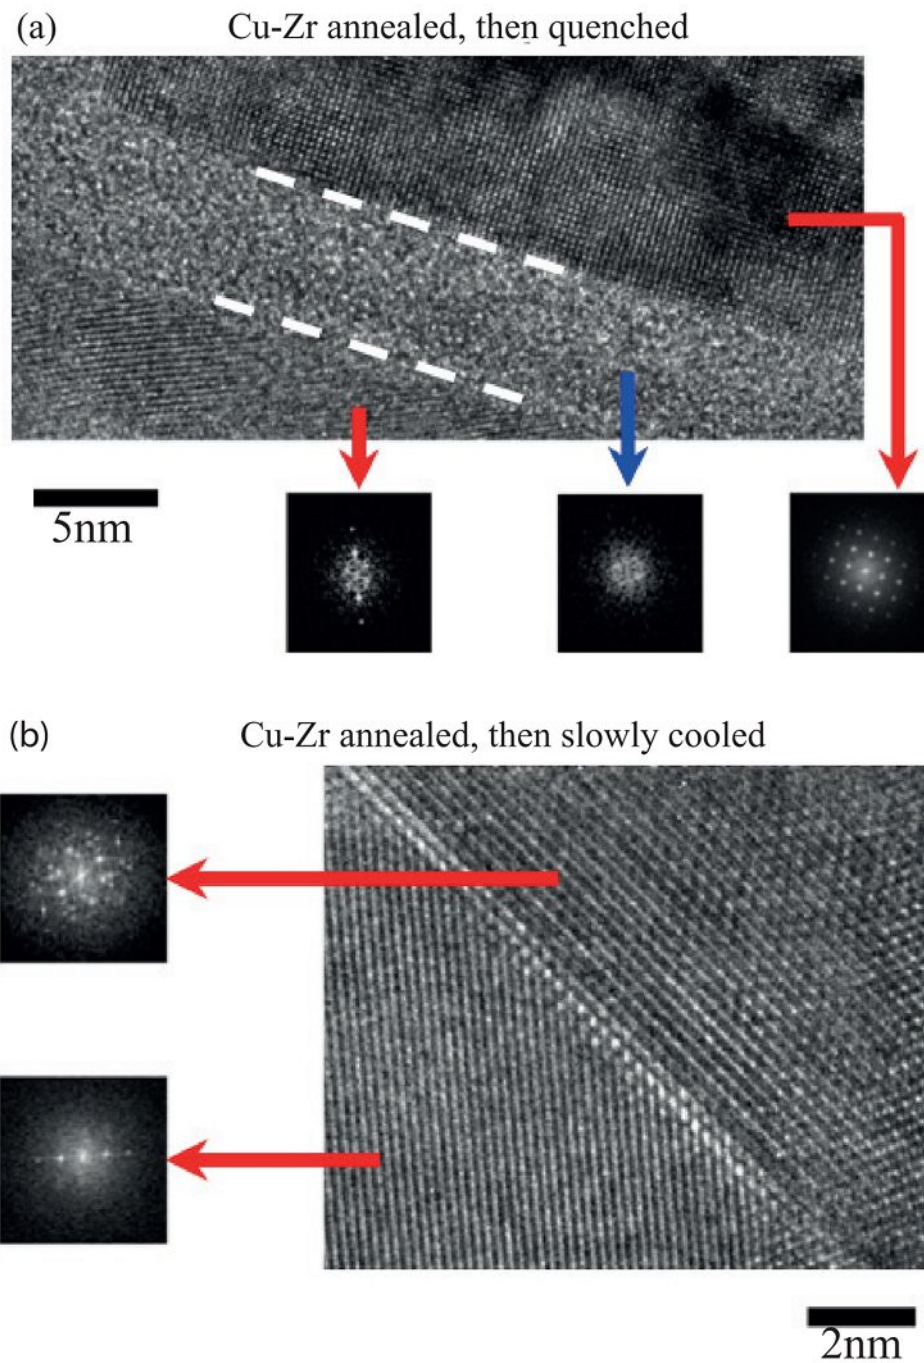 (a)
Cu-Zr annealed, then quenched
5nm
(b)
Cu-Zr annealed, then slowly cooled
2nm